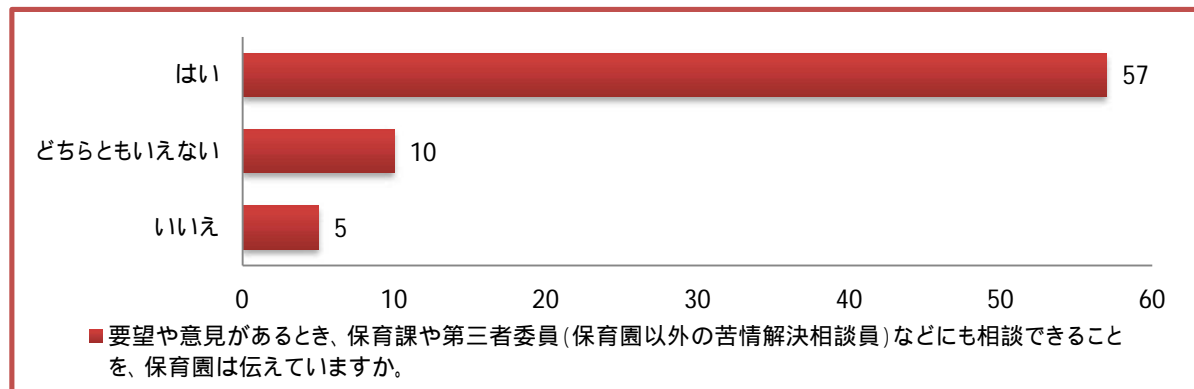 はい
57
どちらともいえない
10
いいえ
5
0 10 20 30 40 50 60
要望や意見があるとき、保育課や第三者委員(保育園以外の苦情解決相談員)などにも相談できること
を、保育園は伝えていますか。